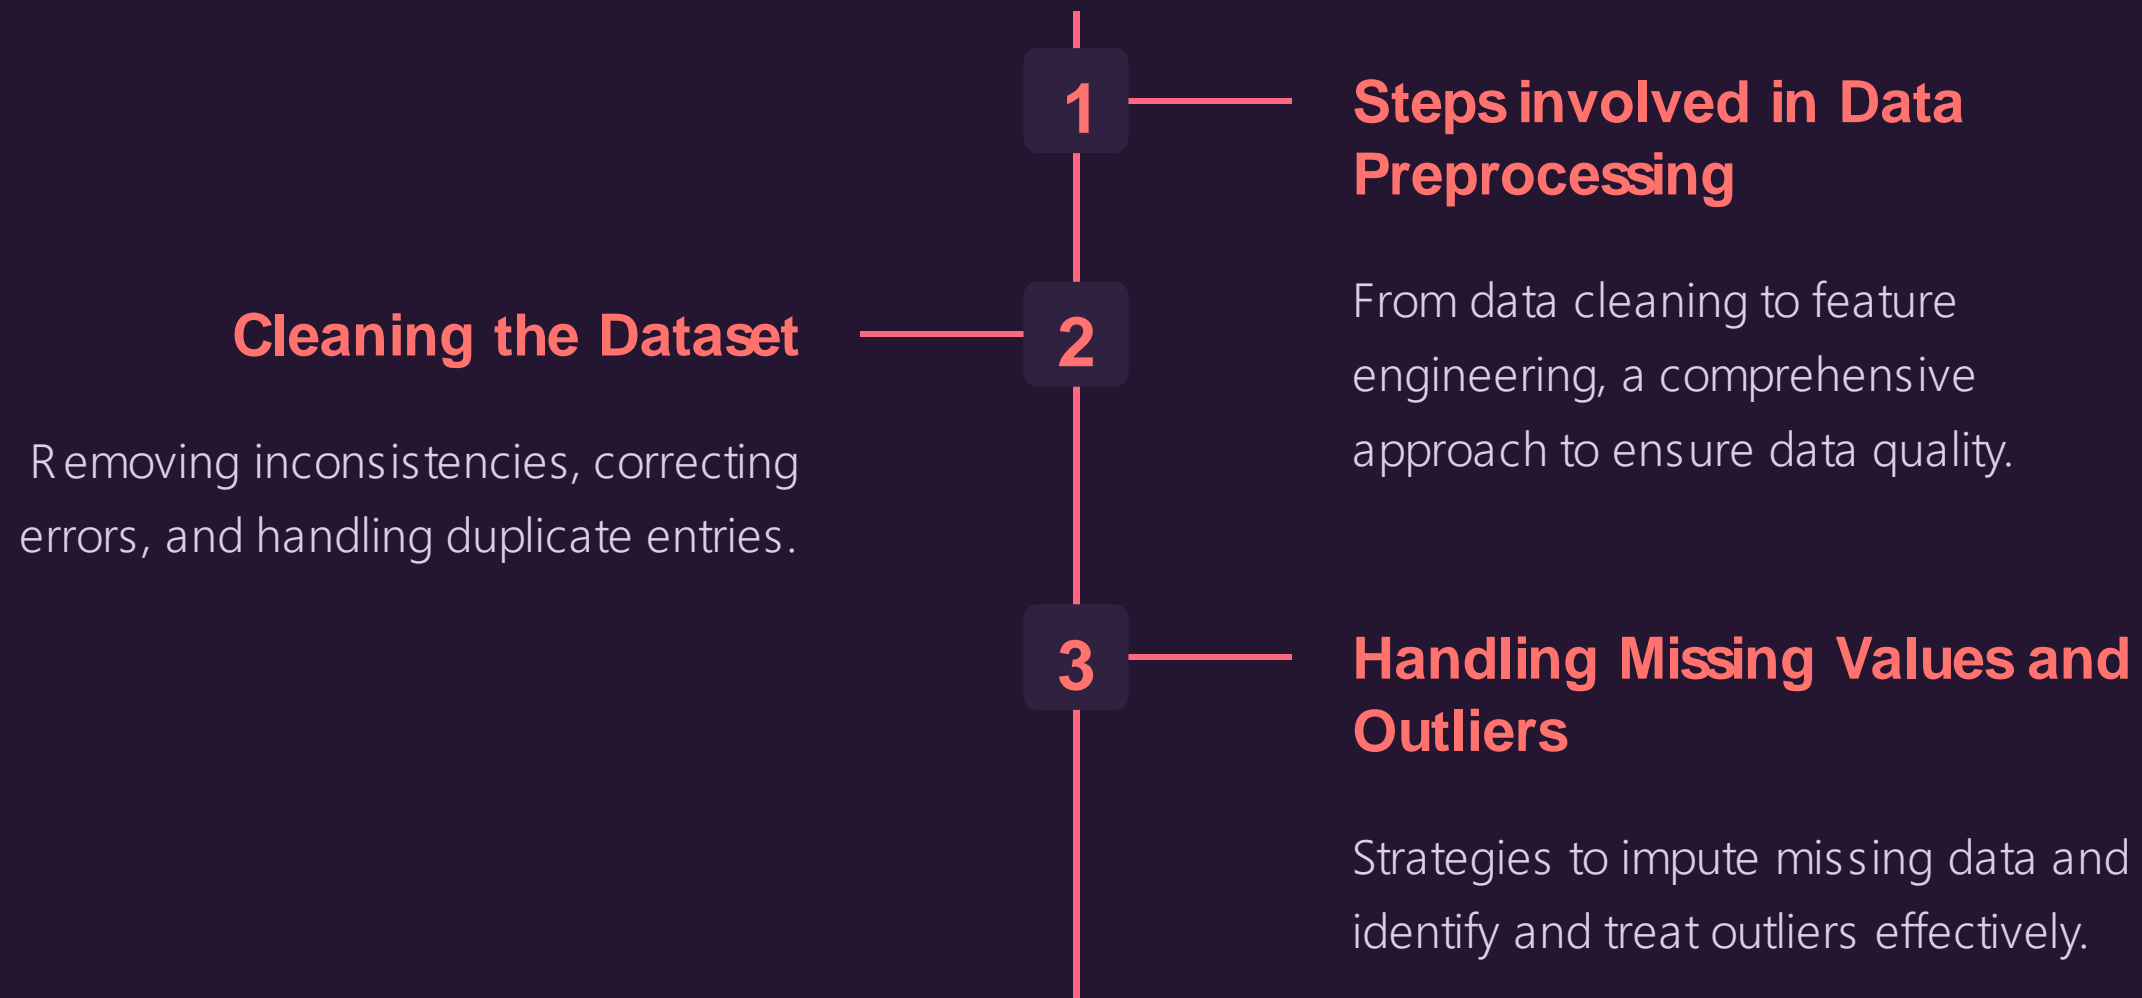 1
Steps involved in Data
Preprocessing
From data cleaning to feature
engineering, a comprehensive
approach to ensure data quality.
2
Cleaning the Dataset
Removing inconsistencies, correcting
errors, and handling duplicate entries.
3
Handling Missing Values and
Outliers
Strategies to impute missing data and
identify and treat outliers effectively.